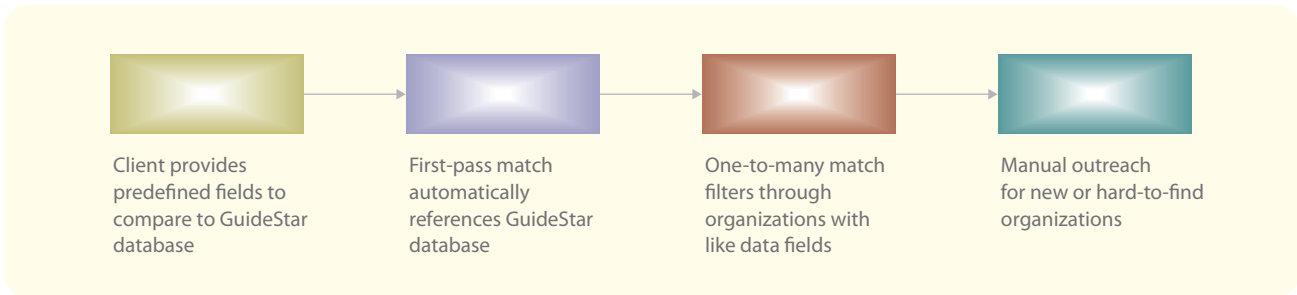 Client provides
predefined fields to
compare to GuideStar
database
First-pass match
automatically
references GuideStar
database
One-to-many match
filters through
organizations with
like data fields
Manual outreach
for new or hard-to-find
organizations